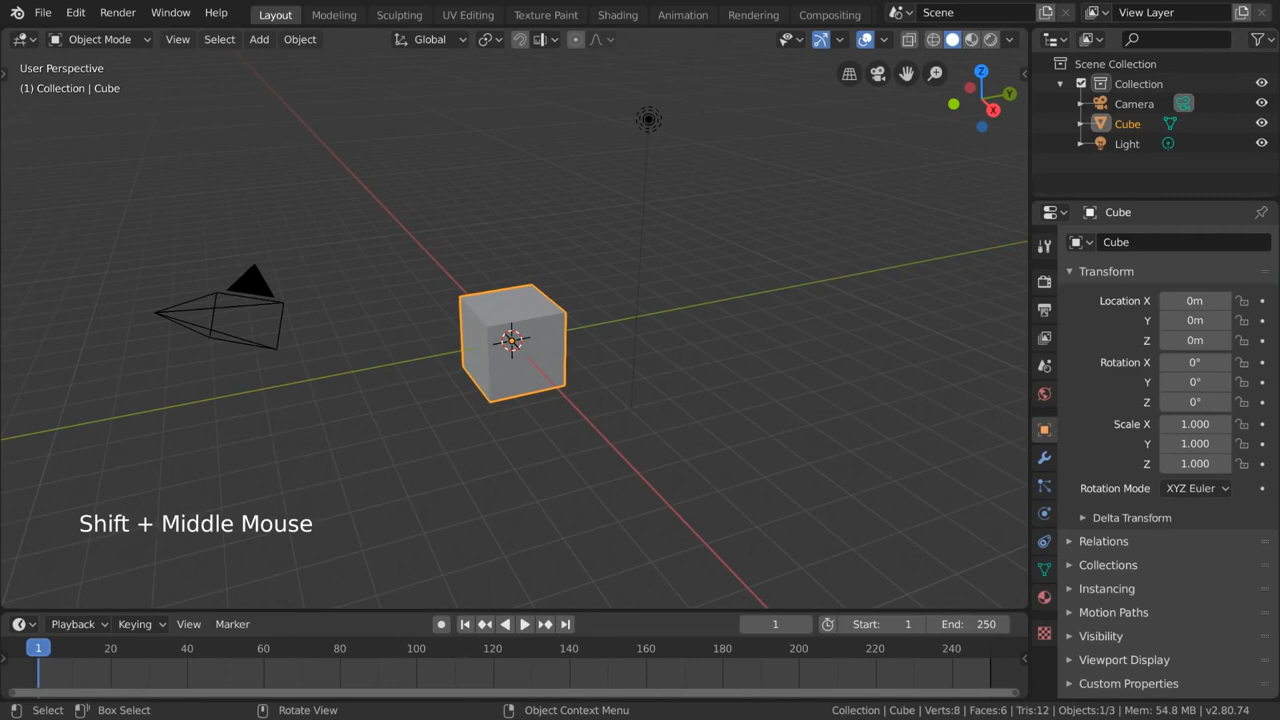 File Edit Render Window Help Layout Modeling Sculpting UV Editing Texture Paint Shading Animation Rendering Compositing Scene View Layer
Object Mode View Select Add Object Global
User Perspective
(1) Collection | Cube
Z
Y
X
Scene Collection
Collection
Camera
Cube
Light
Cube
Cube
Transform
Location X 0m
Y 0m
Z 0m
Rotation X 0°
Y 0°
Z 0°
Scale X 1.000
Y 1.000
Z 1.000
Rotation Mode XYZ Euler
Delta Transform
Relations
Collections
Instancing
Motion Paths
Visibility
Viewport Display
Custom Properties
Shift + Middle Mouse
Playback Keying View Marker 1 Start: 1 End: 250
1 20 40 60 80 100 120 140 160 180 200 220 240
Select Box Select Rotate View Object Context Menu Collection | Cube | Verts:8 | Faces:6 | Tris:12 | Objects:1/3 | Mem: 54.8 MB | v2.80.74